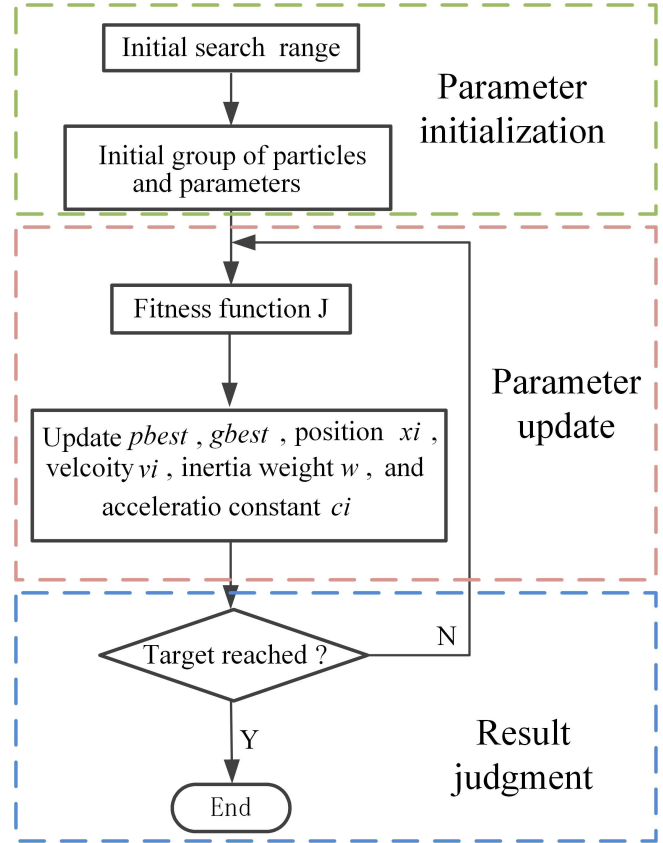 Initial search range
Parameter
initialization
Initial group of particles
and parameters
Fitness function J
Parameter
update
Update pbest , gbest , position xi ,
velcoity vi , inertia weight w , and
acceleratio constant ci
Target reached ?
N
Y
Result
judgment
End